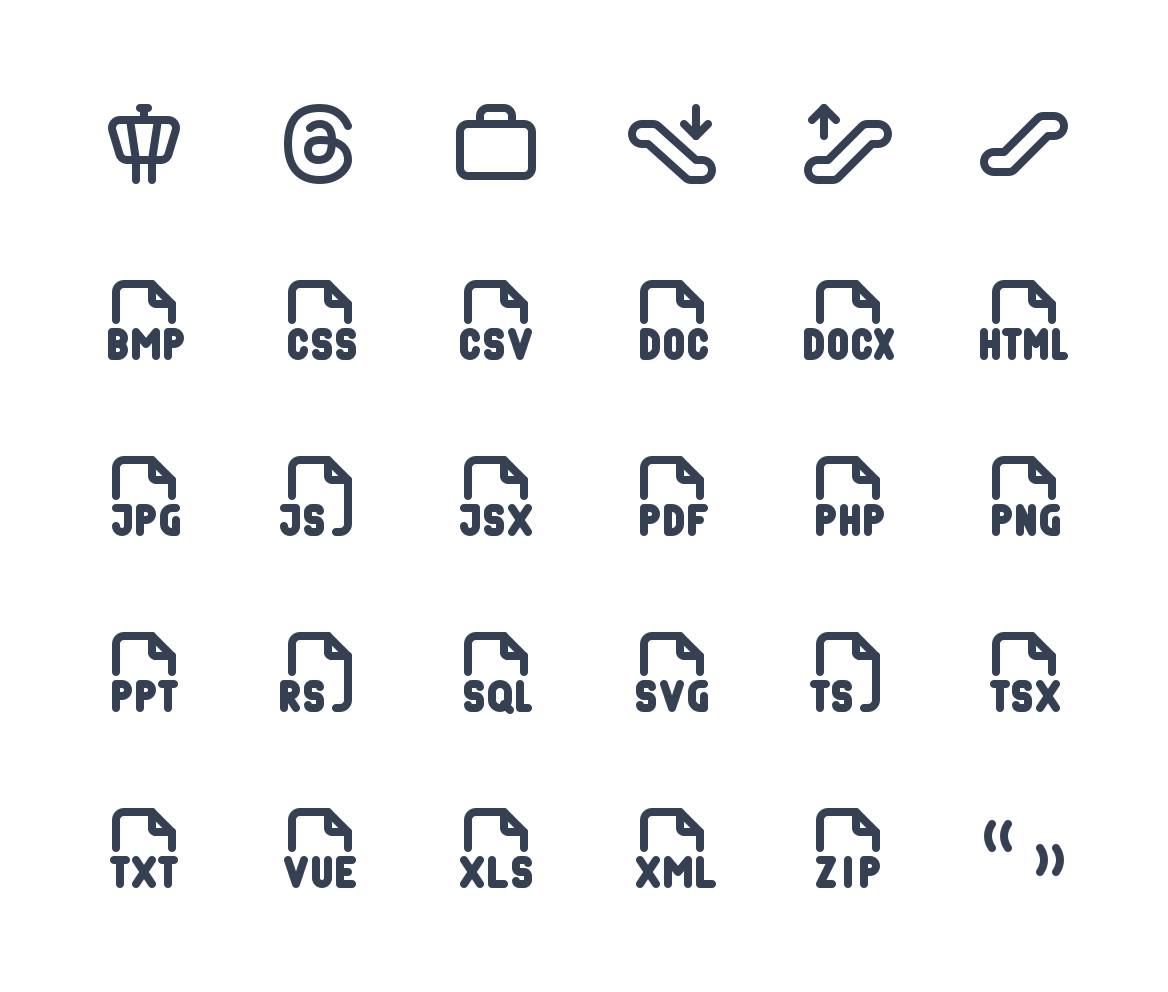 BMP CSS CSV DOC DOCX HTML
JPG JS JSX PDF PHP PNG
PPT RS SQL SVG TS TSX
TXT VUE XLS XML ZIP